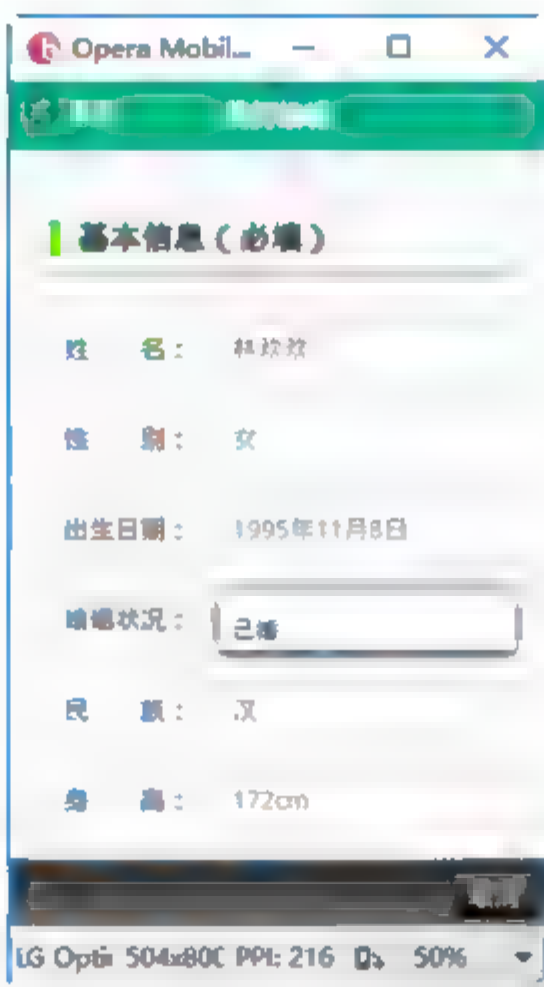 Opera Mobil...
基本信息（必填）
姓 名：
性 别： 女
出生日期： 1995年11月8日
婚姻状况： 已婚
民 族： 汉
身 高： 172cm
LG Opti 504x800 PPI: 216 50%